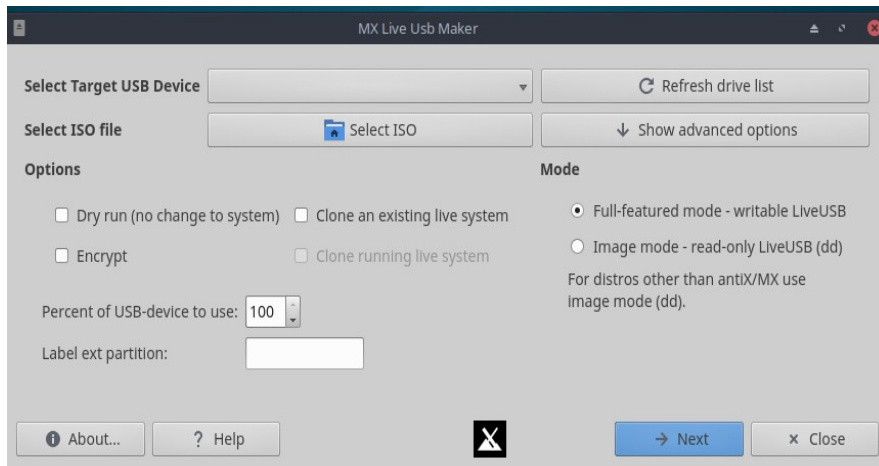 MX Live Usb Maker
Select Target USB Device
Refresh drive list
Select ISO file
Select ISO
Show advanced options
Options
Mode
Dry run (no change to system)
Clone an existing live system
Full-featured mode - writable LiveUSB
Encrypt
Clone running live system
Image mode - read-only LiveUSB (dd)
For distros other than antiX/MX use
image mode (dd).
Percent of USB-device to use: 100
Label ext partition:
About...
? Help
Next
Close